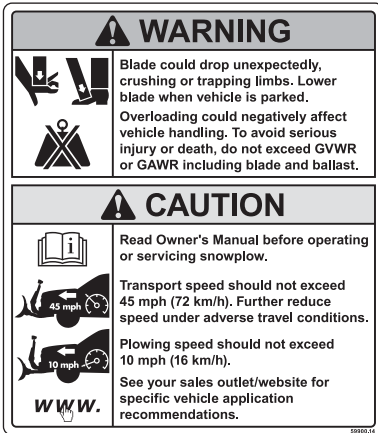 WARNING
Blade could drop unexpectedly,
crushing or trapping limbs. Lower
blade when vehicle is parked.
Overloading could negatively affect
vehicle handling. To avoid serious
injury or death, do not exceed GVWR
or GAWR including blade and ballast.
CAUTION
i
Read Owner's Manual before operating
or servicing snowplow.
45 mph
Transport speed should not exceed
45 mph (72 km/h). Further reduce
speed under adverse travel conditions.
10 mph
Plowing speed should not exceed
10 mph (16 km/h).
www.
See your sales outlet/website for
specific vehicle application
recommendations.
59900.14